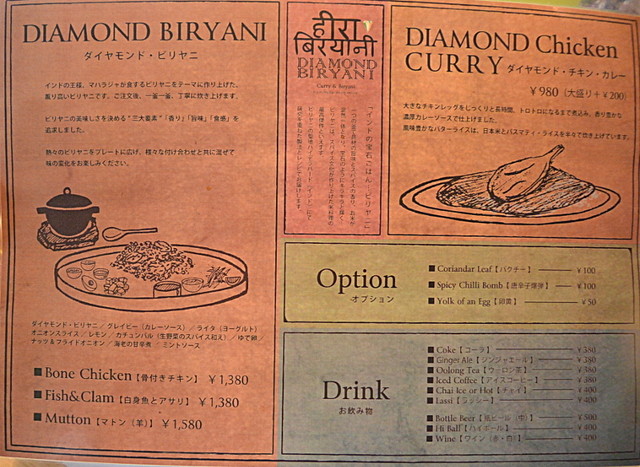 DIAMOND BIRYANI
ダイヤモンド・ビリヤニ
インドの王様、マハラジャが食するビリヤニをテーマに作り上げた、
薫り高いビリヤニです。ご注文後、一釜一釜、丁寧に炊き上げます。
ビリヤニの美味しさを決める"三大要素"「香り」「旨味」「食感」を
追求しました。
熱々のビリヤニをプレートに広げ、様々な付け合わせと共に混ぜて
味の変化をお楽しみください。
ダイヤモンド・ビリヤニ／グレイビー（カレーソース）／ライタ（ヨーグルト）
オニオンスライス／レモン／カチュンバル（生野菜のスパイス和え）／ゆで卵
ナッツ＆フライドオニオン／海老の甘辛煮／ミントソース
■ Bone Chicken【骨付きチキン】 ¥1,380
■ Fish&Clam【白身魚とアサリ】 ¥1,380
■ Mutton【マトン（羊）】 ¥1,580
हीरा
बिरयानी
DIAMOND
BIRYANI
Curry & Biryani
「インドの宝石ごはん ビリヤニ」
DIAMOND Chicken
CURRY ダイヤモンド・チキン・カレー
¥980（大盛り＋¥200）
大きなチキンレッグをじっくりと長時間、トロトロになるまで煮込み、香り豊かな
濃厚カレーソースで仕上げました。
風味豊かなバターライスは、日本米とバスマティ・ライスを半々で炊き上げています。
Option
オプション
■ Coriandar Leaf【パクチー】 ¥100
■ Spicy Chilli Bomb【唐辛子爆弾】 ¥100
■ Yolk of an Egg【卵黄】 ¥50
Drink
お飲み物
■ Coke【コーラ】 ¥380
■ Ginger Ale【ジンジャエール】 ¥380
■ Oolong Tea【ウーロン茶】 ¥380
■ Iced Coffee【アイスコーヒー】 ¥380
■ Chai Ice or Hot【チャイ】 ¥400
■ Lassi【ラッシー】 ¥400
■ Bottle Beer【瓶ビール（中）】 ¥500
■ Hi Ball【ハイボール】 ¥400
■ Wine【ワイン（赤・白）】 ¥400